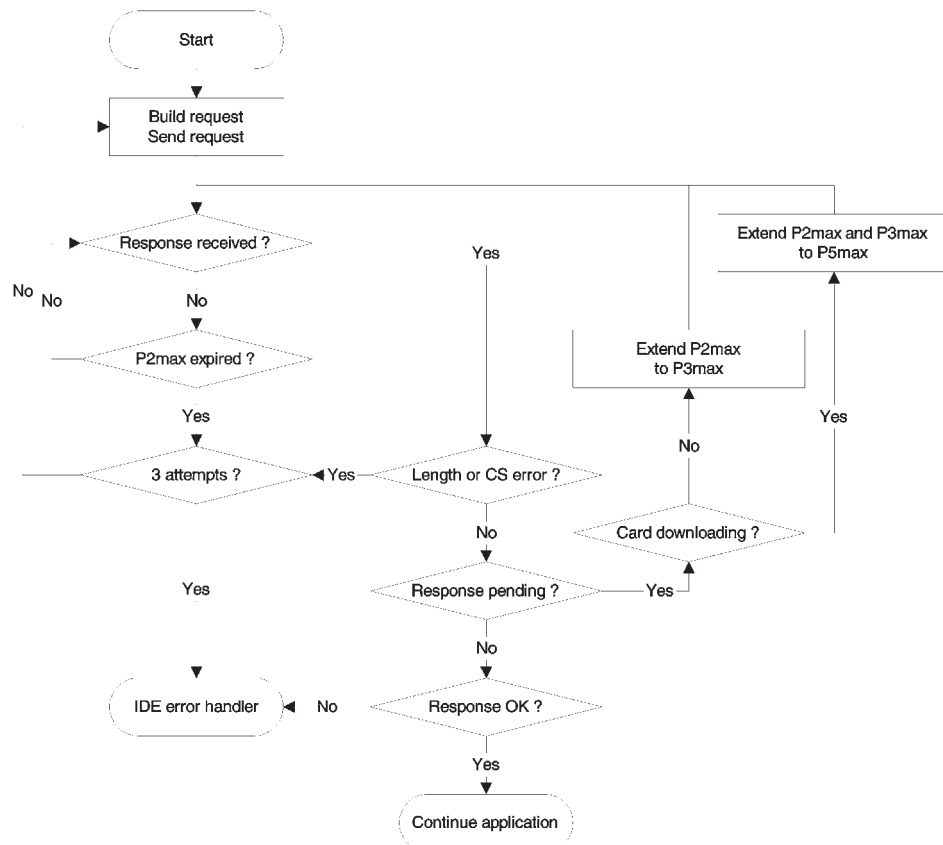 Start
Build request
Send request
Response received ?
Yes
Extend P2max and P3max
to P5max
No
No
No
P2max expired ?
Extend P2max
to P3max
Yes
Yes
No
3 attempts ?
Yes
Length or CS error ?
No
Card downloading ?
Yes
Response pending ?
Yes
No
IDE error handler
No
Response OK ?
Yes
Continue application